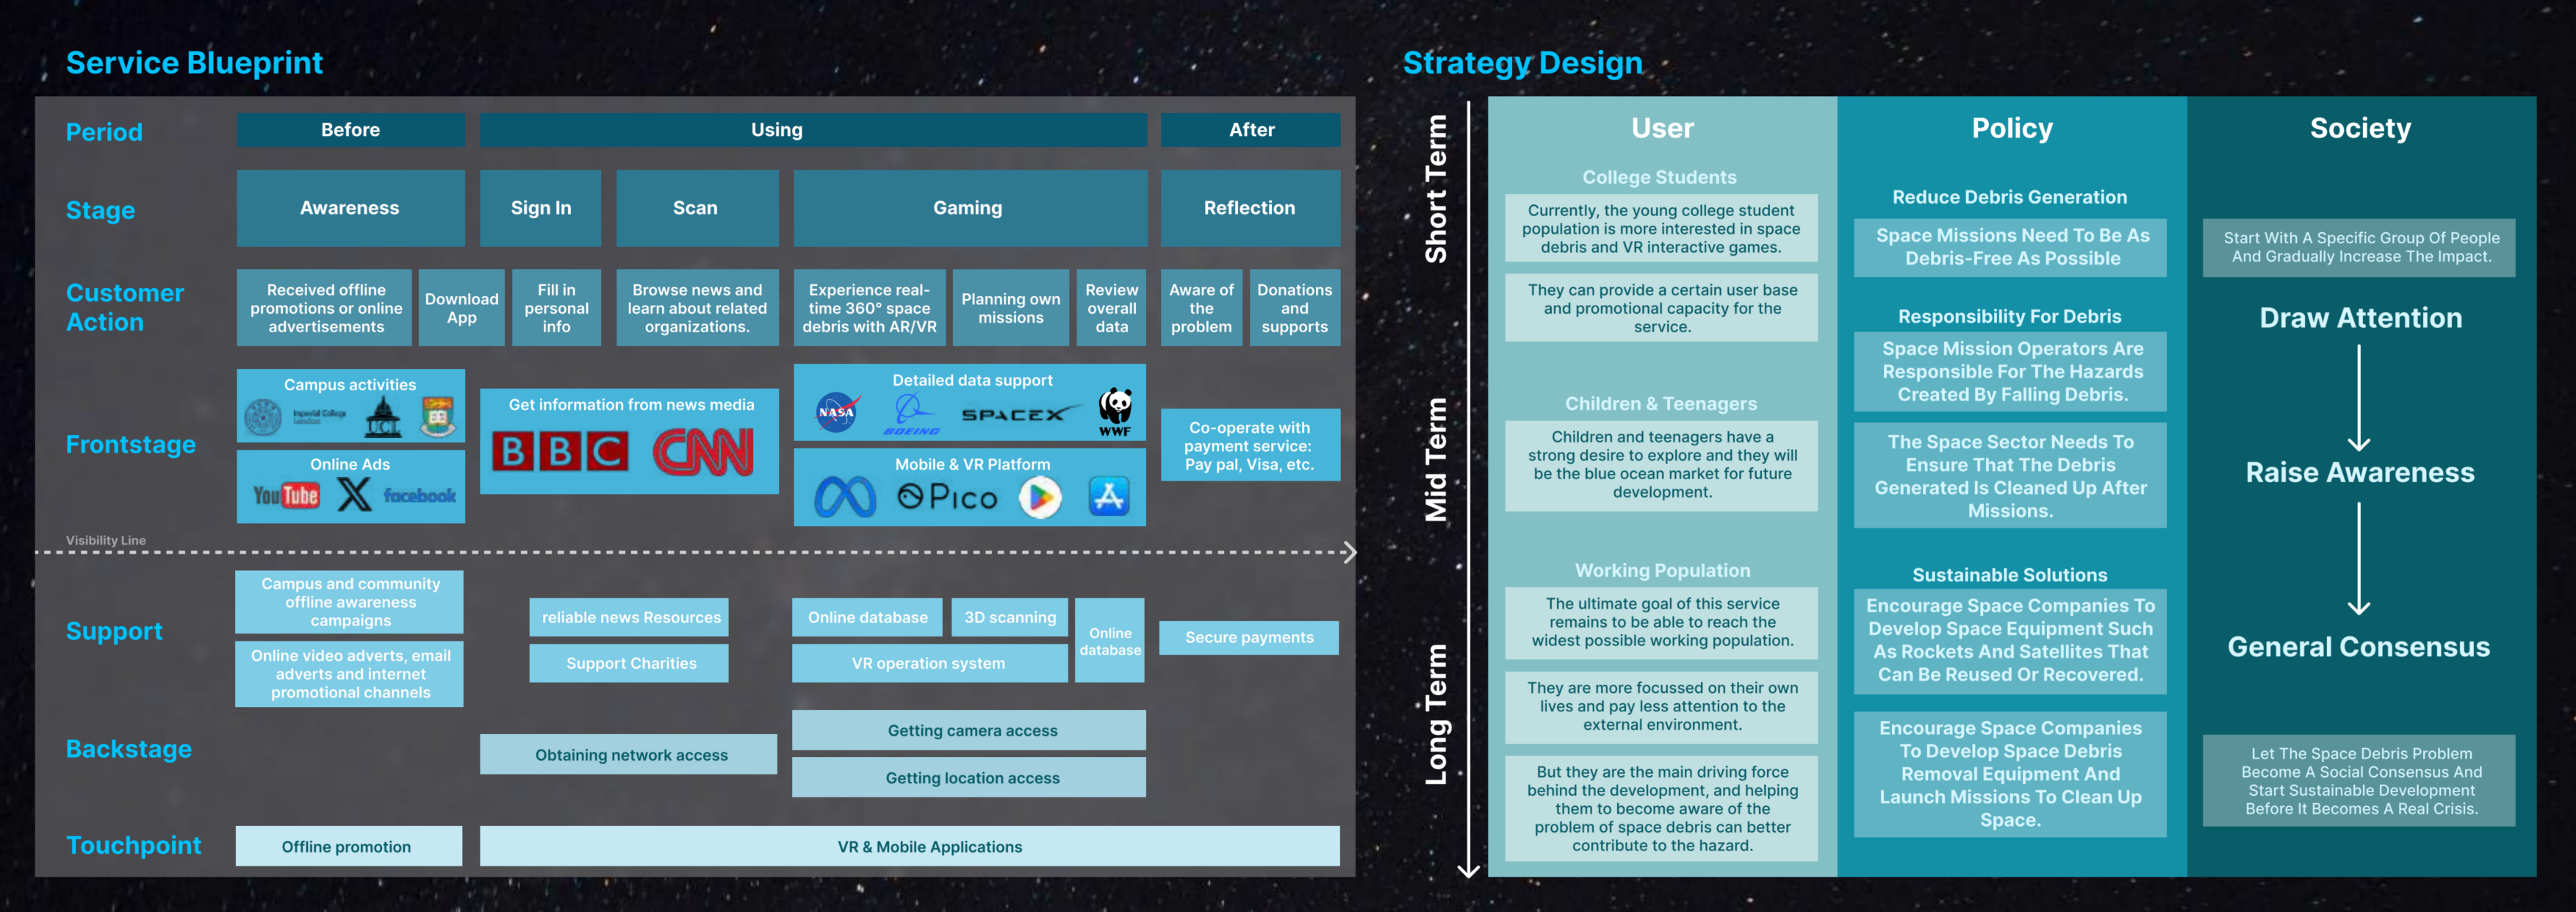 Service Blueprint
Period
Before
Using
After
Stage
Awareness
Sign In
Scan
Gaming
Reflection
Customer
Action
Received offline
promotions or online
advertisements
Download
App
Fill in
personal
info
Browse news and
learn about related
organizations.
Experience real-
time 360° space
debris with AR/VR
Planning own
missions
Review
overall
data
Aware of
the
problem
Donations
and
supports
Frontstage
Campus activities
Imperial College
London
UCL
Online Ads
YouTube
X
facebook
Get information from news media
BBC
CNN
Detailed data support
NASA
BOEING
SPACEX
WWF
Mobile & VR Platform
Pico
Co-operate with
payment service:
Pay pal, Visa, etc.
Visibility Line
Support
Campus and community
offline awareness
campaigns
Online video adverts, email
adverts and internet
promotional channels
reliable news Resources
Support Charities
Online database
3D scanning
VR operation system
Online
database
Secure payments
Backstage
Obtaining network access
Getting camera access
Getting location access
Touchpoint
Offline promotion
VR & Mobile Applications
Strategy Design
Short Term
Mid Term
Long Term
User
College Students
Currently, the young college student
population is more interested in space
debris and VR interactive games.
They can provide a certain user base
and promotional capacity for the
service.
Children & Teenagers
Children and teenagers have a
strong desire to explore and they will
be the blue ocean market for future
development.
Working Population
The ultimate goal of this service
remains to be able to reach the
widest possible working population.
They are more focussed on their own
lives and pay less attention to the
external environment.
But they are the main driving force
behind the development, and helping
them to become aware of the
problem of space debris can better
contribute to the hazard.
Policy
Reduce Debris Generation
Space Missions Need To Be As
Debris-Free As Possible
Responsibility For Debris
Space Mission Operators Are
Responsible For The Hazards
Created By Falling Debris.
The Space Sector Needs To
Ensure That The Debris
Generated Is Cleaned Up After
Missions.
Sustainable Solutions
Encourage Space Companies To
Develop Space Equipment Such
As Rockets And Satellites That
Can Be Reused Or Recovered.
Encourage Space Companies
To Develop Space Debris
Removal Equipment And
Launch Missions To Clean Up
Space.
Society
Start With A Specific Group Of People
And Gradually Increase The Impact.
Draw Attention
Raise Awareness
General Consensus
Let The Space Debris Problem
Become A Social Consensus And
Start Sustainable Development
Before It Becomes A Real Crisis.